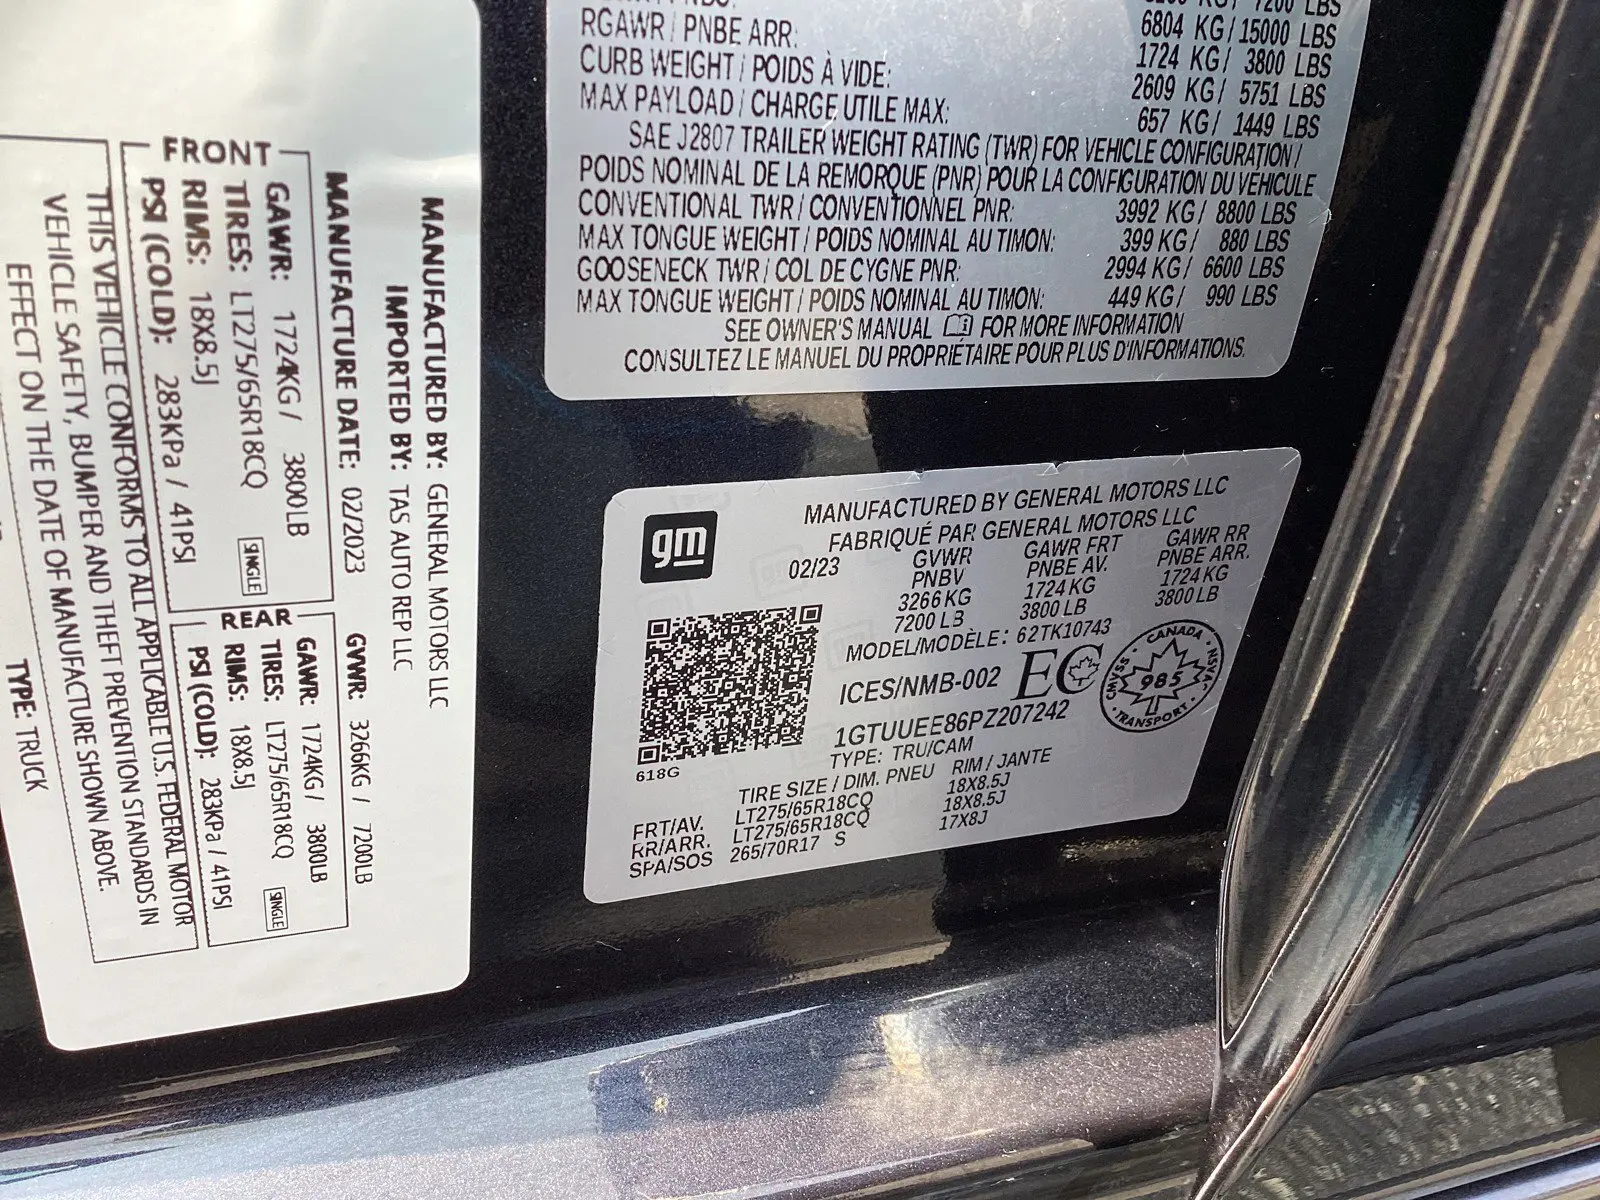 RGAWR / PNBE ARR: 6804 KG/ 15000 LBS
CURB WEIGHT / POIDS À VIDE: 1724 KG/ 3800 LBS
MAX PAYLOAD / CHARGE UTILE MAX: 2609 KG/ 5751 LBS
657 KG/ 1449 LBS
SAE J2807 TRAILER WEIGHT RATING (TWR) FOR VEHICLE CONFIGURATION /
POIDS NOMINAL DE LA REMORQUE (PNR) POUR LA CONFIGURATION DU VÉHICULE
CONVENTIONAL TWR / CONVENTIONNEL PNR: 3992 KG/ 8800 LBS
MAX TONGUE WEIGHT / POIDS NOMINAL AU TIMON: 399 KG/ 880 LBS
GOOSENECK TWR / COL DE CYGNE PNR: 2994 KG/ 6600 LBS
MAX TONGUE WEIGHT / POIDS NOMINAL AU TIMON: 449 KG/ 990 LBS
SEE OWNER'S MANUAL FOR MORE INFORMATION
CONSULTEZ LE MANUEL DU PROPRIÉTAIRE POUR PLUS D'INFORMATIONS.
MANUFACTURED BY: GENERAL MOTORS LLC
IMPORTED BY: TAS AUTO REP LLC
MANUFACTURE DATE: 02/2023 GVWR: 3266KG / 7200LB
FRONT
GAWR: 1724KG/ 3800LB
TIRES: LT275/65R18CQ SINGLE
RIMS: 18X8.5J
PSI (COLD): 283KPa / 41PSI
REAR
GAWR: 1724KG/ 3800LB
TIRES: LT275/65R18CQ SINGLE
RIMS: 18X8.5J
PSI (COLD): 283KPa / 41PSI
THIS VEHICLE CONFORMS TO ALL APPLICABLE U.S. FEDERAL MOTOR
VEHICLE SAFETY, BUMPER AND THEFT PREVENTION STANDARDS IN
EFFECT ON THE DATE OF MANUFACTURE SHOWN ABOVE.
TYPE: TRUCK
gm
MANUFACTURED BY GENERAL MOTORS LLC
FABRIQUÉ PAR GENERAL MOTORS LLC
02/23 GVWR GAWR FRT GAWR RR
PNBV PNBE AV. PNBE ARR.
3266 KG 1724 KG 1724 KG
7200 LB 3800 LB 3800 LB
MODEL/MODÈLE: 62TK10743
ICES/NMB-002 EC
CANADA
CMVSS 985 NSVAC
TRANSPORT
1GTUUEE86PZ207242
TYPE: TRU/CAM
618G
TIRE SIZE / DIM. PNEU RIM / JANTE
FRT/AV. LT275/65R18CQ 18X8.5J
RR/ARR. LT275/65R18CQ 18X8.5J
SPA/SOS 265/70R17 S 17X8J